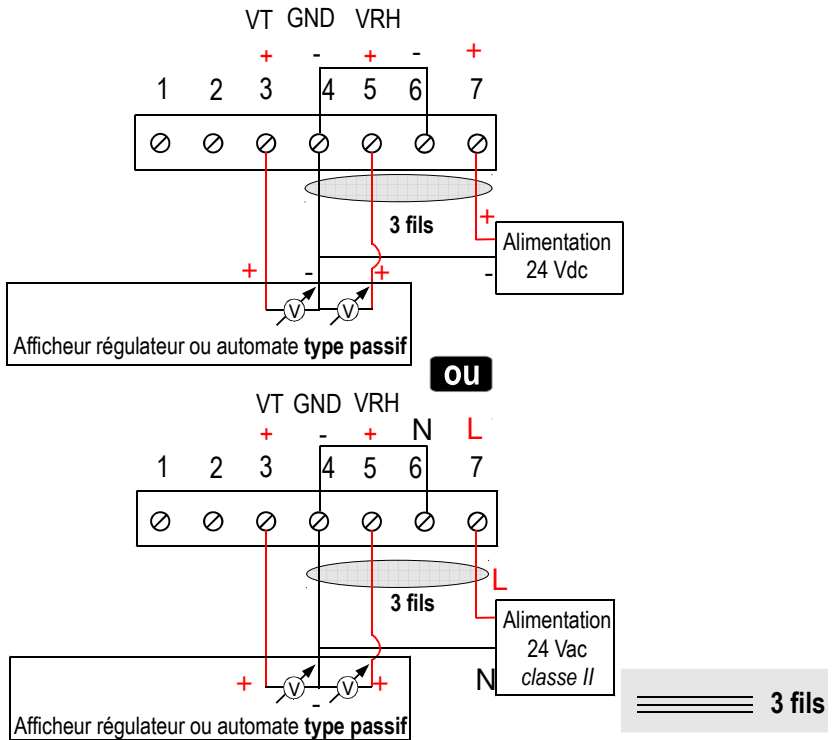 VT GND VRH
+ - + - +
1 2 3 4 5 6 7
3 fils
+
Alimentation
24 Vdc
-
+ - +
V V
Afficheur régulateur ou automate type passif
ou
VT GND VRH
+ - + N L
1 2 3 4 5 6 7
L
3 fils
Alimentation
24 Vac
classe II
N
+ - +
V V
Afficheur régulateur ou automate type passif
3 fils